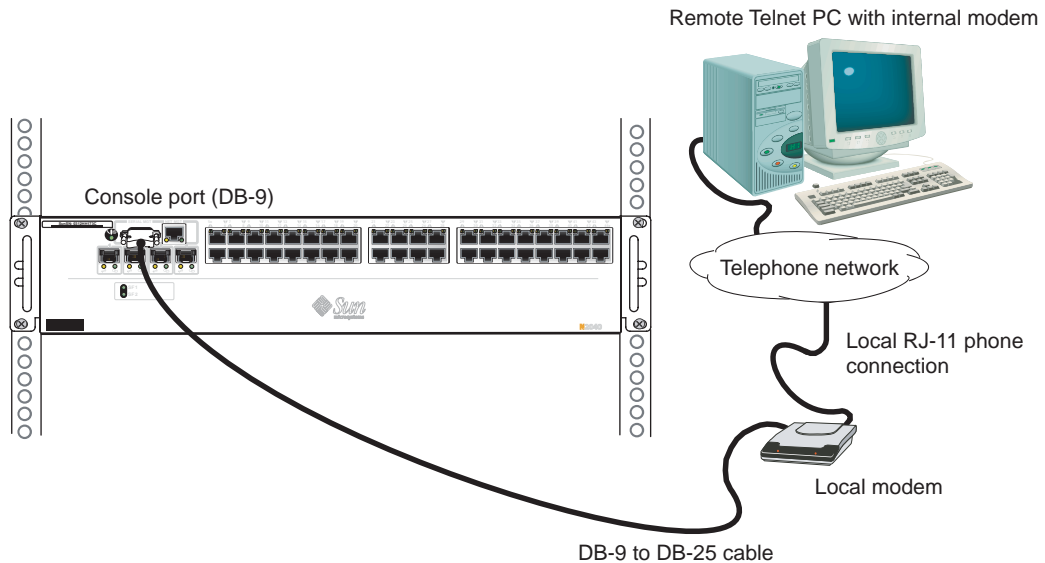 Remote Telnet PC with internal modem
Console port (DB-9)
Telephone network
Sun
microsystems
Local RJ-11 phone
connection
Local modem
DB-9 to DB-25 cable